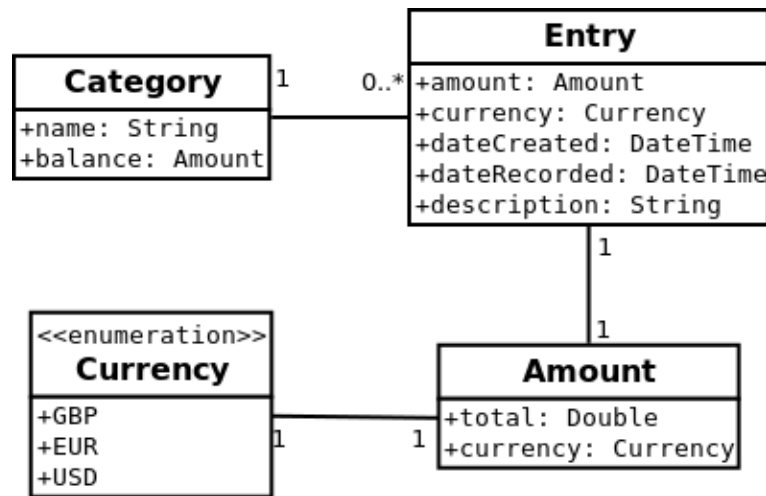 Category
+name: String
+balance: Amount
1
0..*
Entry
+amount: Amount
+currency: Currency
+dateCreated: DateTime
+dateRecorded: DateTime
+description: String
1
1
<<enumeration>>
Currency
+GBP
+EUR
+USD
1
1
Amount
+total: Double
+currency: Currency